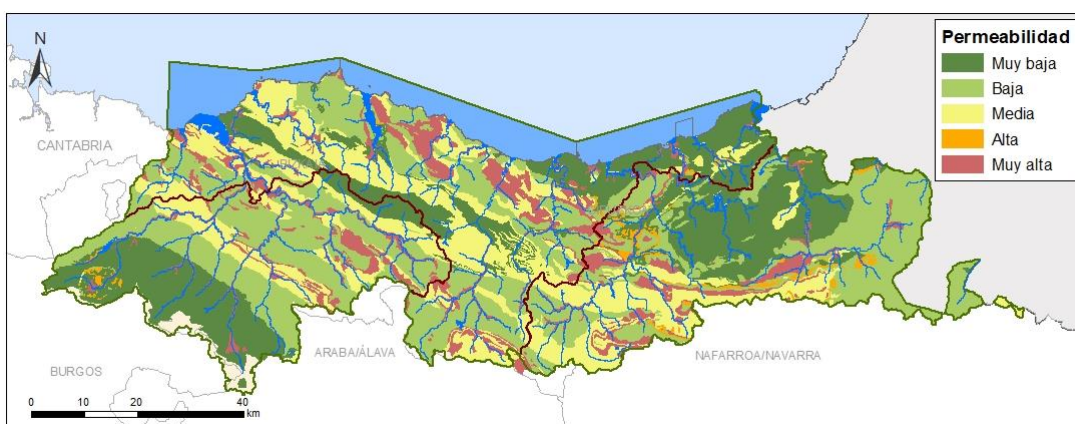 N
Permeabilidad
Muy baja
Baja
Media
Alta
Muy alta
CANTABRIA
BURGOS
ARABA/ÁLAVA
NAFARROA/NAVARRA
0 10 20 40
km